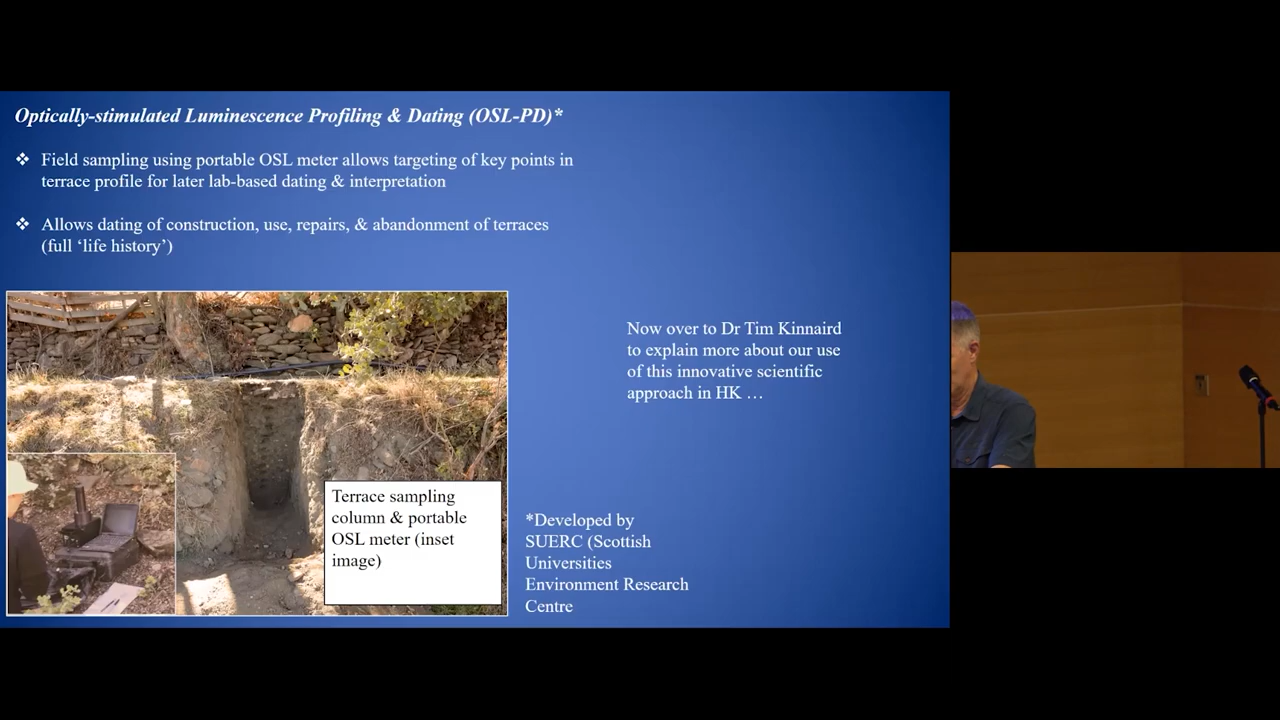 Optically-stimulated Luminescence Profiling & Dating (OSL-PD)*
❖ Field sampling using portable OSL meter allows targeting of key points in
terrace profile for later lab-based dating & interpretation
❖ Allows dating of construction, use, repairs, & abandonment of terraces
(full ‘life history’)
Now over to Dr Tim Kinnaird
to explain more about our use
of this innovative scientific
approach in HK …
Terrace sampling
column & portable
OSL meter (inset
image)
*Developed by
SUERC (Scottish
Universities
Environment Research
Centre